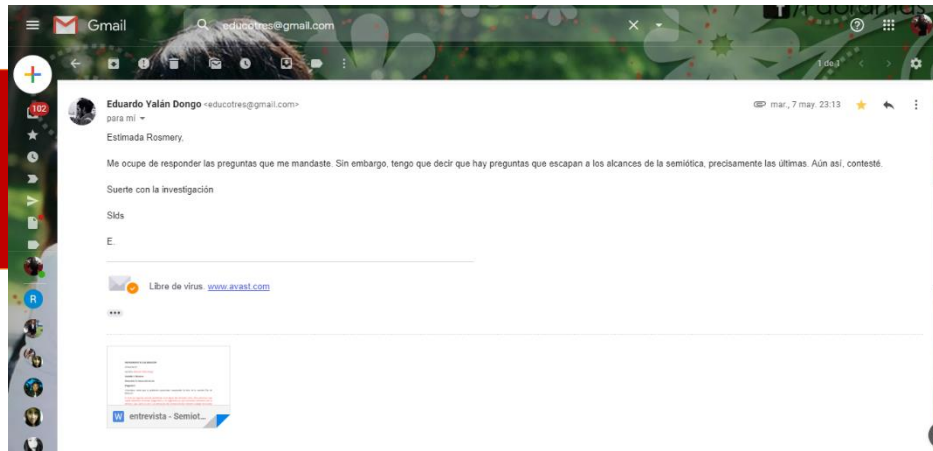 Gmail
educotres@gmail.com
1 de 1
102
Eduardo Yalán Dongo <educotres@gmail.com>
mar., 7 may. 23:13
para mí
Estimada Rosmery,
Me ocupe de responder las preguntas que me mandaste. Sin embargo, tengo que decir que hay preguntas que escapan a los alcances de la semiótica, precisamente las últimas. Aún así, contesté.
Suerte con la investigación
Slds
E.
Libre de virus. www.avast.com
R
W entrevista - Semiot...